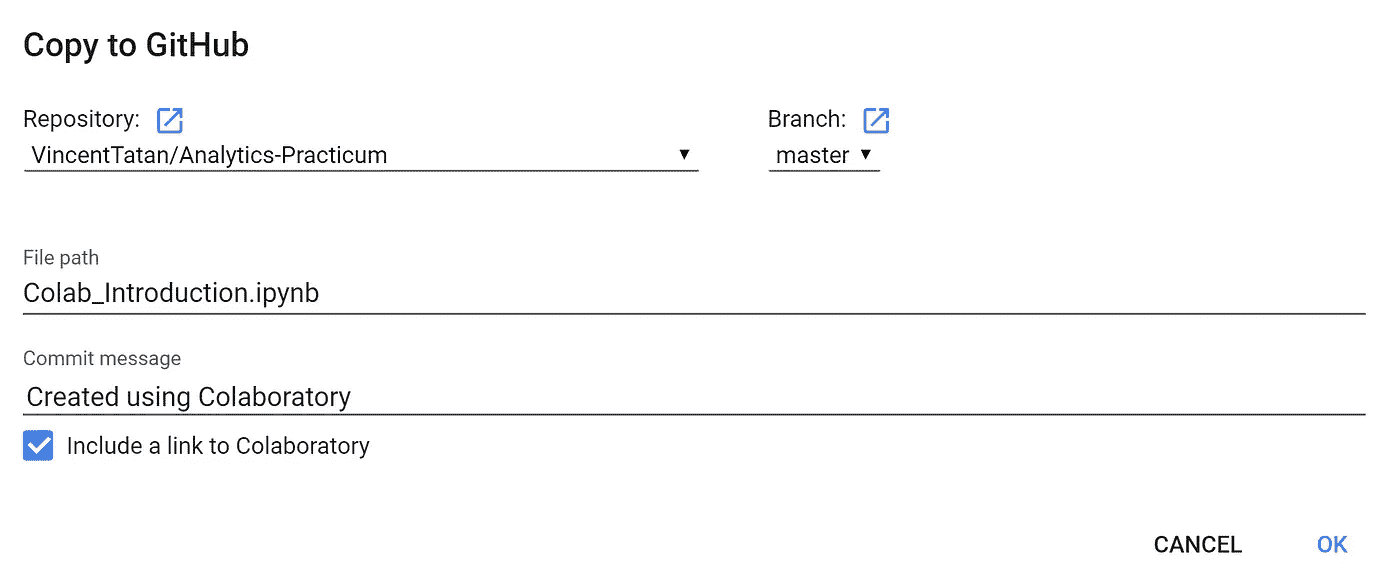 Copy to GitHub
Repository:
Branch:
VincentTatan/Analytics-Practicum
master
File path
Colab_Introduction.ipynb
Commit message
Created using Colaboratory
Include a link to Colaboratory
CANCEL
OK